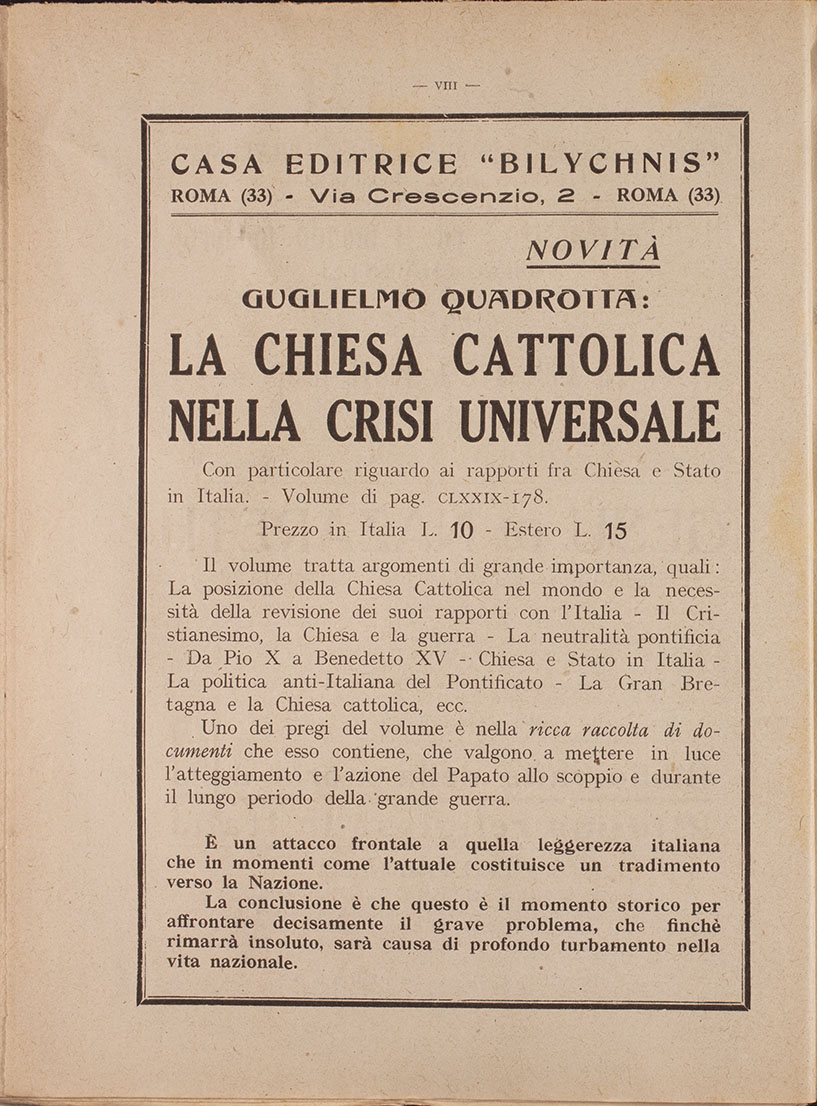 — VIII —
CASA EDITRICE “BILYCHNIS”
ROMA (33) - Via Crescenzio, 2 - ROMA (33)
NOVITÀ
GUGLIELMO QUADROTTA:
LA CHIESA CATTOLICA
NELLA CRISI UNIVERSALE
Con particolare riguardo ai rapporti fra Chiesa e Stato
in Italia. - Volume di pag. CLXXIX-178.
Prezzo in Italia L. 10 - Estero L. 15
Il volume tratta argomenti di grande importanza, quali:
La posizione della Chiesa Cattolica nel mondo e la neces-
sità della revisione dei suoi rapporti con l'Italia - Il Cri-
stianesimo, la Chiesa e la guerra - La neutralità pontificia
- Da Pio X a Benedetto XV - Chiesa e Stato in Italia -
La politica anti-Italiana del Pontificato - La Gran Bre-
tagna e la Chiesa cattolica, ecc.
Uno dei pregi del volume è nella ricca raccolta di do-
cumenti che esso contiene, che valgono a mettere in luce
l'atteggiamento e l'azione del Papato allo scoppio e durante
il lungo periodo della grande guerra.
È un attacco frontale a quella leggerezza italiana
che in momenti come l'attuale costituisce un tradimento
verso la Nazione.
La conclusione è che questo è il momento storico per
affrontare decisamente il grave problema, che finchè
rimarrà insoluto, sarà causa di profondo turbamento nella
vita nazionale.